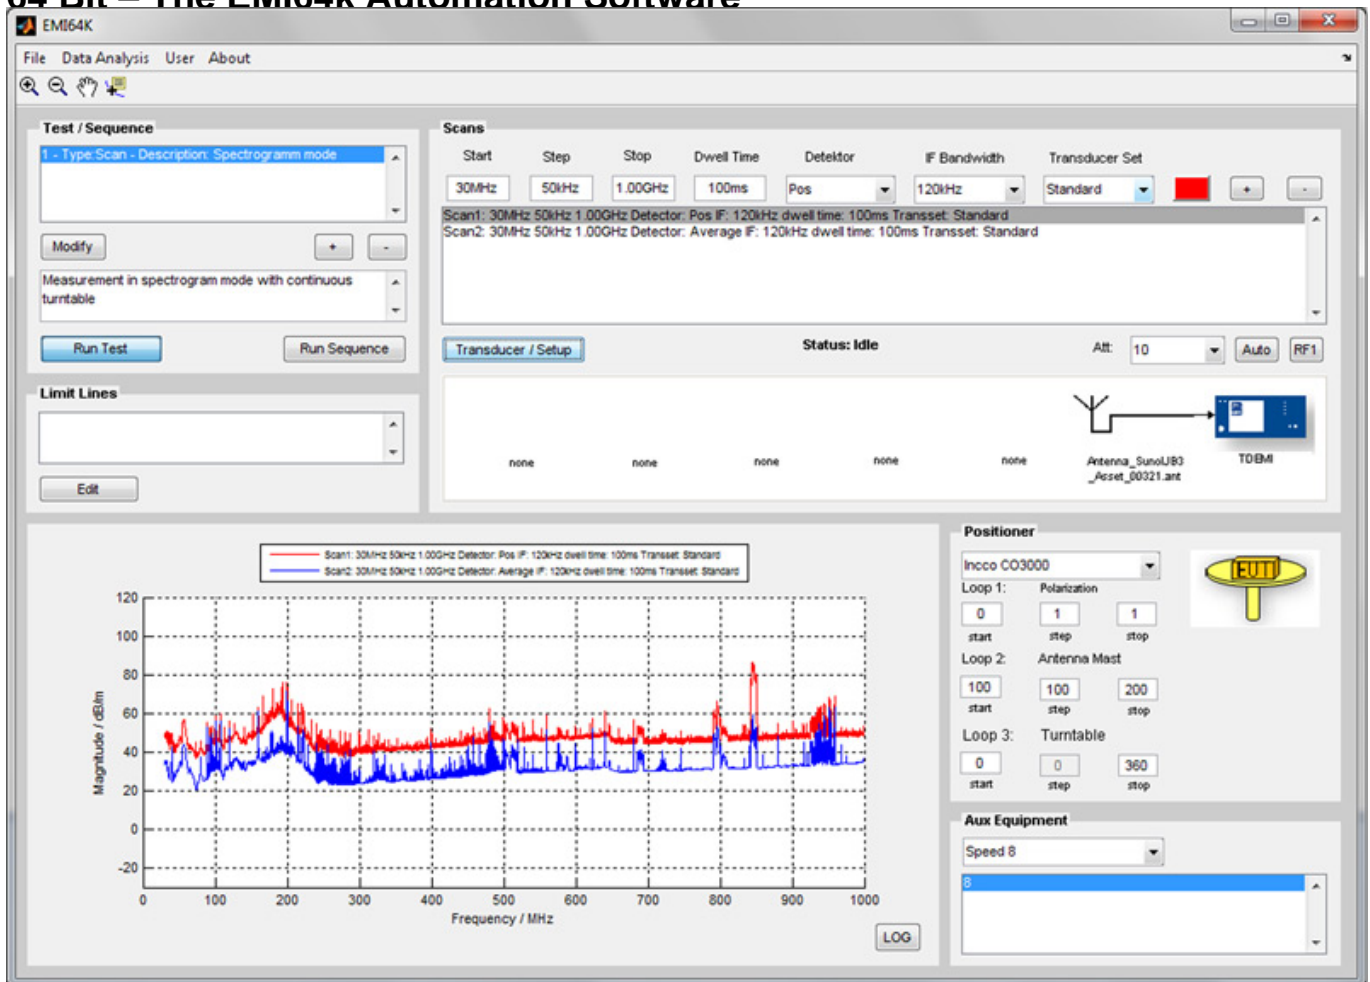 64 Bit – The EMI64k Automation Software
EMI64K
File Data Analysis User About
Test / Sequence
1 - Type:Scan - Description: Spectrogramm mode
Modify + -
Measurement in spectrogram mode with continuous
turntable
Run Test Run Sequence
Limit Lines
Edit
Scans
Start Step Stop Dwell Time Detektor IF Bandwidth Transducer Set
30MHz 50kHz 1.00GHz 100ms Pos 120kHz Standard + -
Scan1: 30MHz 50kHz 1.00GHz Detector: Pos IF: 120kHz dwell time: 100ms Transset: Standard
Scan2: 30MHz 50kHz 1.00GHz Detector: Average IF: 120kHz dwell time: 100ms Transset: Standard
Transducer / Setup Status: Idle Att: 10 Auto RF1
none none none none none Antenna_SunolJB3 TDEMI
_Asset_00321.ant
Scan1: 30MHz 50kHz 1.00GHz Detector: Pos IF: 120kHz dwell time: 100ms Transset: Standard
Scan2: 30MHz 50kHz 1.00GHz Detector: Average IF: 120kHz dwell time: 100ms Transset: Standard
120
100
80
60
40
20
0
-20
Magnitude / dB/m
0 100 200 300 400 500 600 700 800 900 1000
Frequency / MHz
LOG
Positioner
Incco CO3000
EUT
Loop 1: Polarization
0 1 1
start step stop
Loop 2: Antenna Mast
100 100 200
start step stop
Loop 3: Turntable
0 0 360
start step stop
Aux Equipment
Speed 8
8